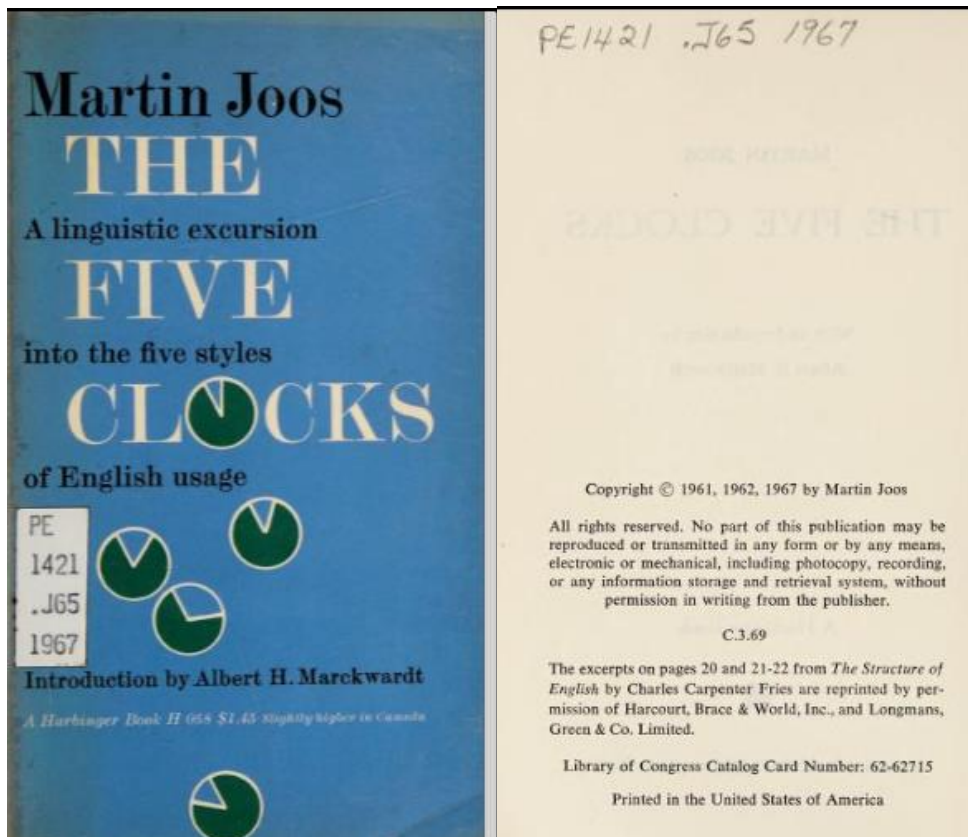 Martin Joos
THE
A linguistic excursion
FIVE
into the five styles
CLOCKS
of English usage
PE
1421
.J65
1967
Introduction by Albert H. Marckwardt
A Harbinger Book H 058 $1.45 Slightly higher in Canada
PE1421 .J65 1967
MARTIN JOOS
THE FIVE CLOCKS
Copyright © 1961, 1962, 1967 by Martin Joos
All rights reserved. No part of this publication may be
reproduced or transmitted in any form or by any means,
electronic or mechanical, including photocopy, recording,
or any information storage and retrieval system, without
permission in writing from the publisher.
C.3.69
The excerpts on pages 20 and 21-22 from The Structure of
English by Charles Carpenter Fries are reprinted by per-
mission of Harcourt, Brace & World, Inc., and Longmans,
Green & Co. Limited.
Library of Congress Catalog Card Number: 62-62715
Printed in the United States of America